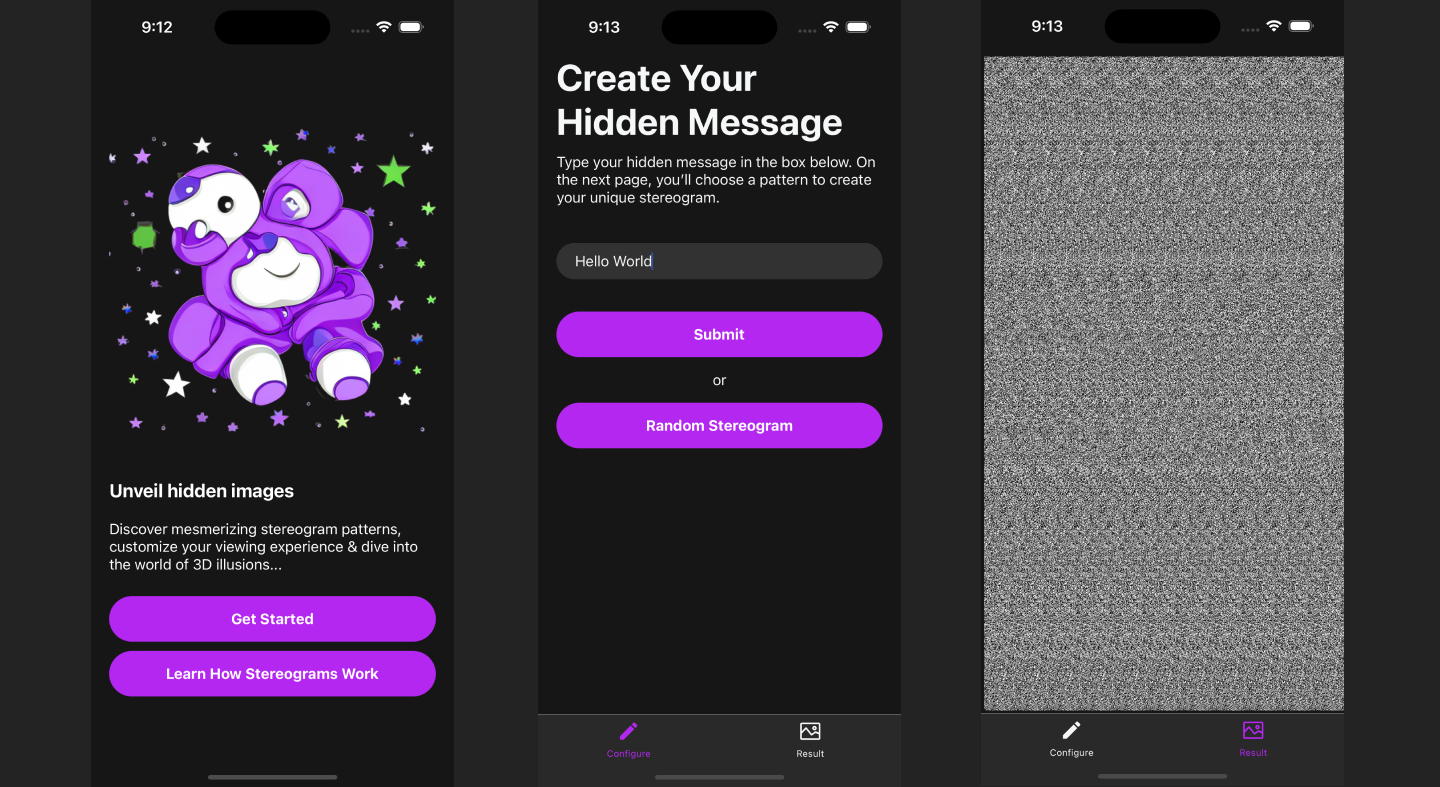 9:12
Unveil hidden images
Discover mesmerizing stereogram patterns,
customize your viewing experience & dive into
the world of 3D illusions...
Get Started
Learn How Stereograms Work
9:13
Create Your
Hidden Message
Type your hidden message in the box below. On
the next page, you’ll choose a pattern to create
your unique stereogram.
Hello World
Submit
or
Random Stereogram
Configure
Result
9:13
Configure
Result